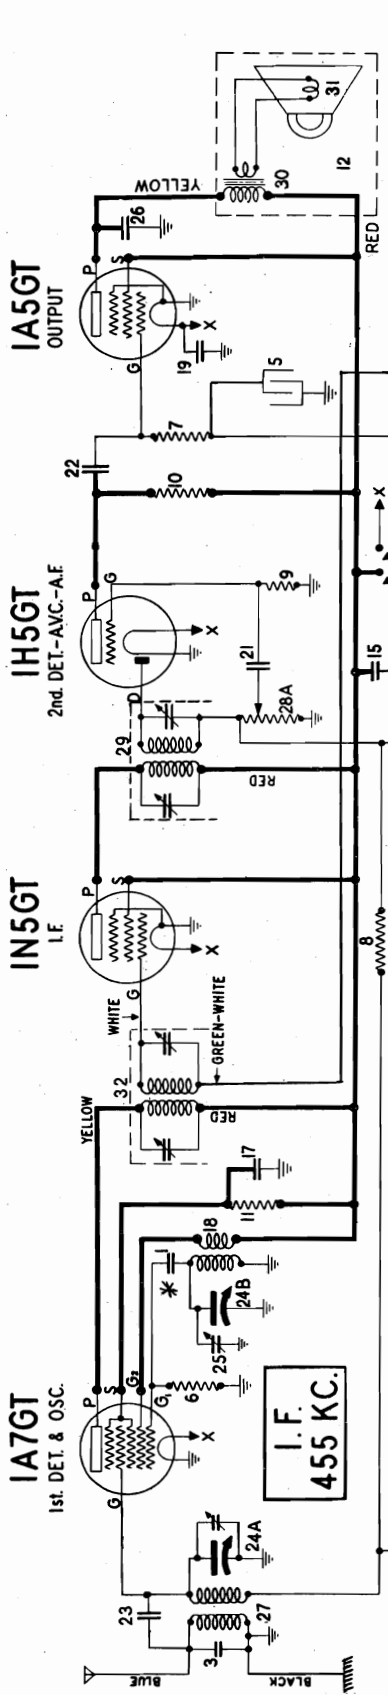 1A7GT
1st. DET. & OSC.
1N5GT
I.F.
1H5GT
2nd. DET.-A.V.C.-A.F.
1A5GT
OUTPUT
BLUE
BLACK
3
23
27
24A
G
P
S
G2
G1
X
6
*
1
25
24B
18
11
17
I.F.
455 KC.
YELLOW
32
RED
WHITE
GREEN-WHITE
G
P
S
X
8
29
RED
D
P
G
X
28A
21
9
15
X
10
22
7
5
G
P
S
X
19
26
YELLOW
RED
30
31
12